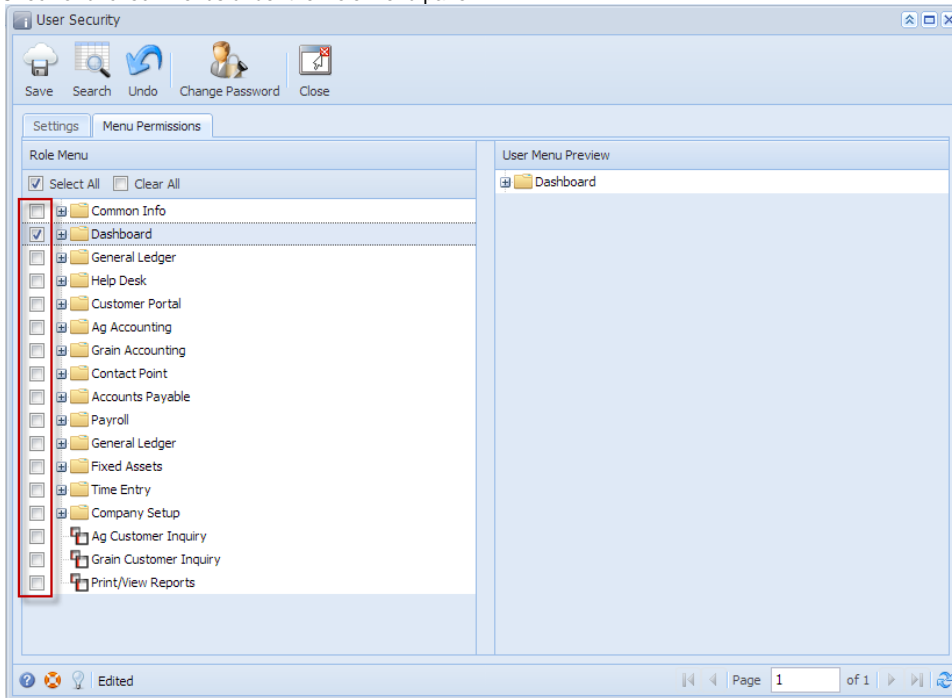 User Security
Save Search Undo Change Password Close
Settings Menu Permissions
Role Menu User Menu Preview
Select All Clear All Dashboard
Common Info
Dashboard
General Ledger
Help Desk
Customer Portal
Ag Accounting
Grain Accounting
Contact Point
Accounts Payable
Payroll
General Ledger
Fixed Assets
Time Entry
Company Setup
Ag Customer Inquiry
Grain Customer Inquiry
Print/View Reports
Edited Page 1 of 1